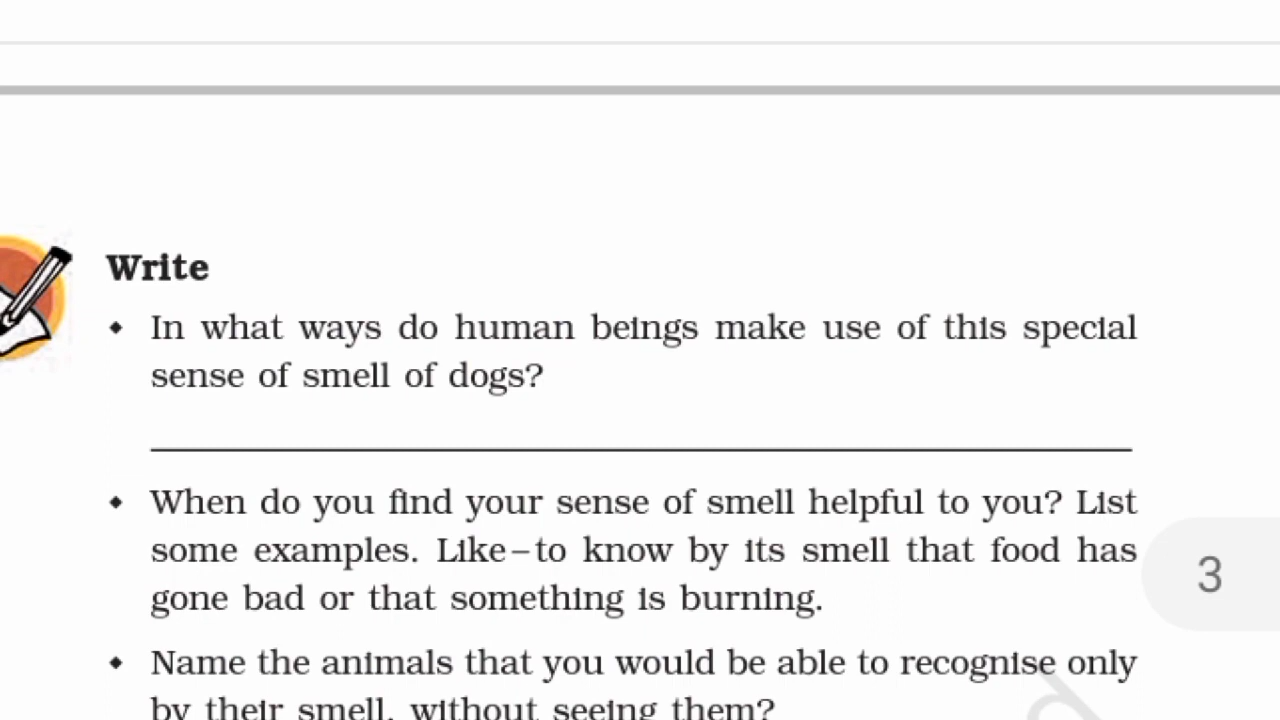 Write
• In what ways do human beings make use of this special
sense of smell of dogs?
• When do you find your sense of smell helpful to you? List
some examples. Like–to know by its smell that food has
gone bad or that something is burning.
3
• Name the animals that you would be able to recognise only
by their smell, without seeing them?
d